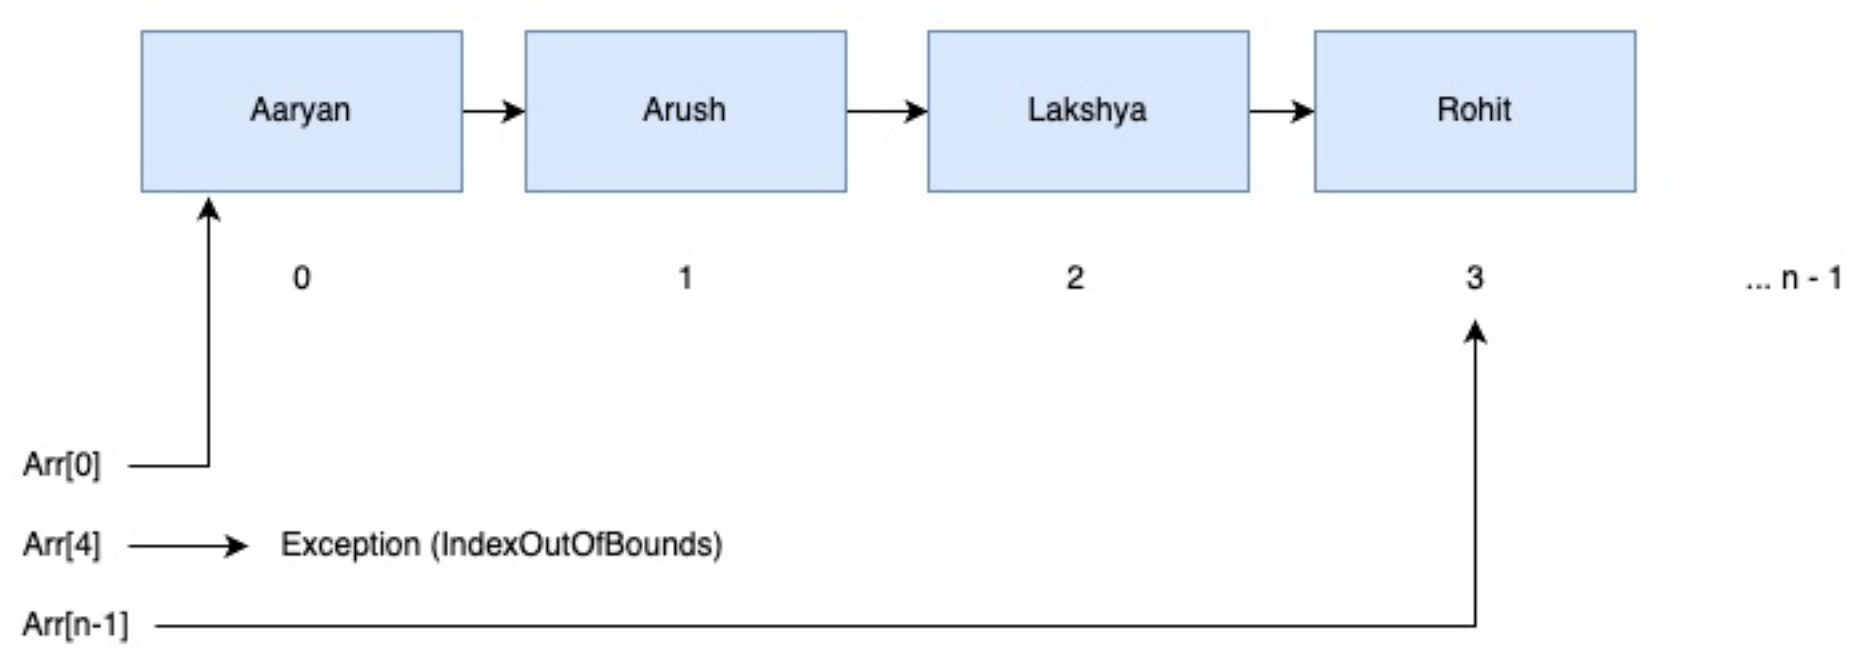 Aaryan Arush Lakshya Rohit
0 1 2 3 ... n - 1
Arr[0]
Arr[4] Exception (IndexOutOfBounds)
Arr[n-1]